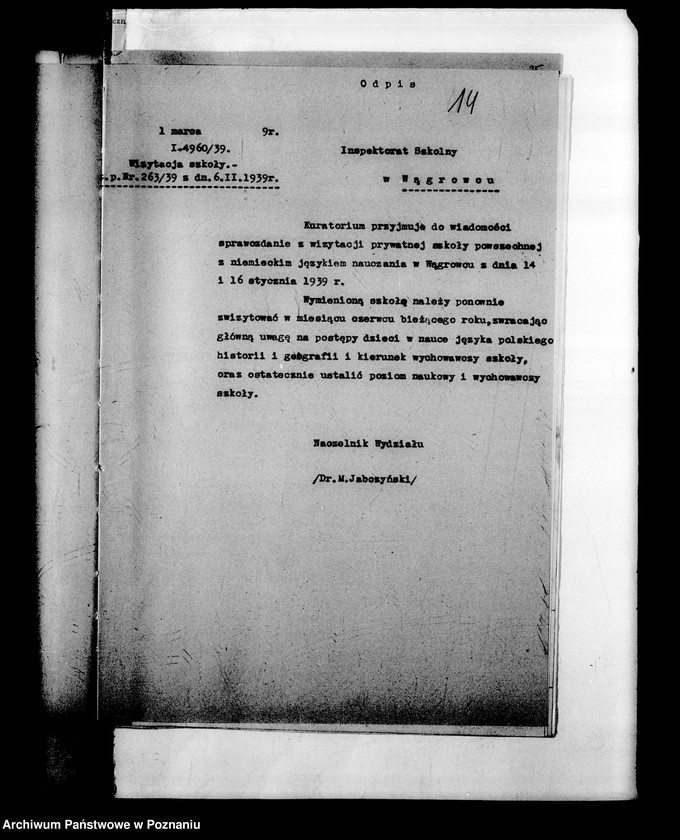 czn
Odpis
14
1 marca 9r.
I-4960/39.
Wizytacja szkoły.-
.p.Nr.263/39 z dn.6.II.1939r.
Inspektorat Szkolny
w Wągrowcu
Kuratorium przyjmuje do wiadomości
sprawozdanie z wizytacji prywatnej szkoły powszechnej
z niemieckim językiem nauczania w Wągrowcu z dnia 14
i 16 stycznia 1939 r.
Wymienioną szkołę należy ponownie
zwizytować w miesiącu czerwcu bieżącego roku,zwracając
główną uwagę na postępy dzieci w nauce języka polskiego
historii i geografii i kierunek wychowawczy szkoły,
oraz ostatecznie ustalić poziom naukowy i wychowawczy
szkoły.
Naczelnik Wydziału
/Dr.M.Jabczyński/
Archiwum Państwowe w Poznaniu